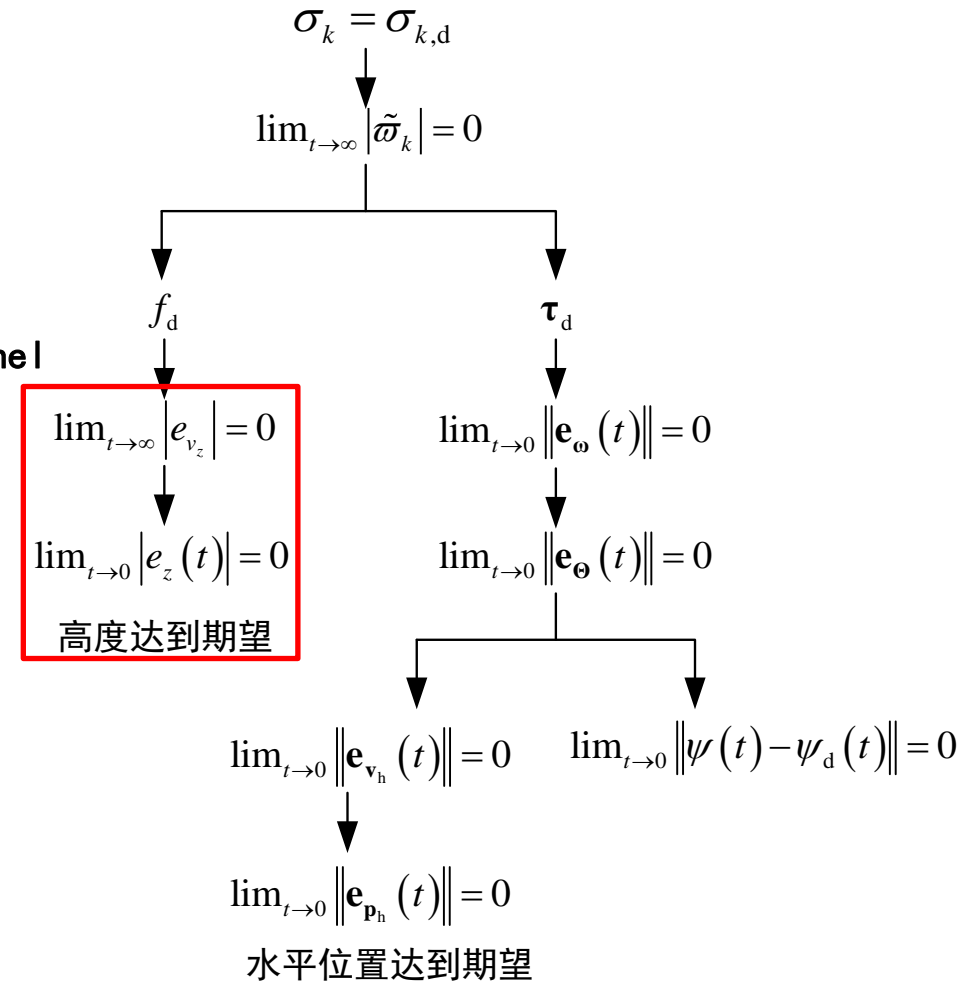 σ_k = σ_{k,d}
lim_{t→∞} |ϖ̃_k| = 0
f_d
τ_d
lim_{t→∞} |e_{v_z}| = 0
lim_{t→0} ‖e_ω(t)‖ = 0
lim_{t→0} |e_z(t)| = 0
lim_{t→0} ‖e_Θ(t)‖ = 0
高度达到期望
lim_{t→0} ‖e_{v_h}(t)‖ = 0
lim_{t→0} ‖ψ(t) − ψ_d(t)‖ = 0
lim_{t→0} ‖e_{p_h}(t)‖ = 0
水平位置达到期望